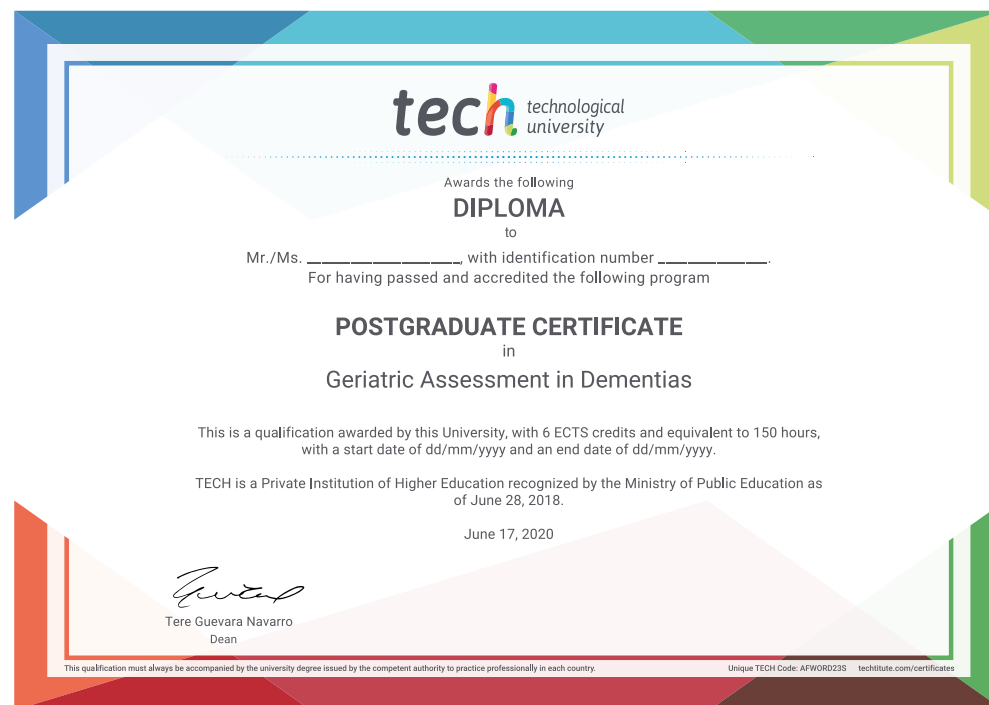 tech technological
university
Awards the following
DIPLOMA
to
Mr./Ms. _________________, with identification number ____________.
For having passed and accredited the following program
POSTGRADUATE CERTIFICATE
in
Geriatric Assessment in Dementias
This is a qualification awarded by this University, with 6 ECTS credits and equivalent to 150 hours,
with a start date of dd/mm/yyyy and an end date of dd/mm/yyyy.
TECH is a Private Institution of Higher Education recognized by the Ministry of Public Education as
of June 28, 2018.
June 17, 2020
Tere Guevara Navarro
Dean
This qualification must always be accompanied by the university degree issued by the competent authority to practice professionally in each country.
Unique TECH Code: AFWORD23S techtitute.com/certificates